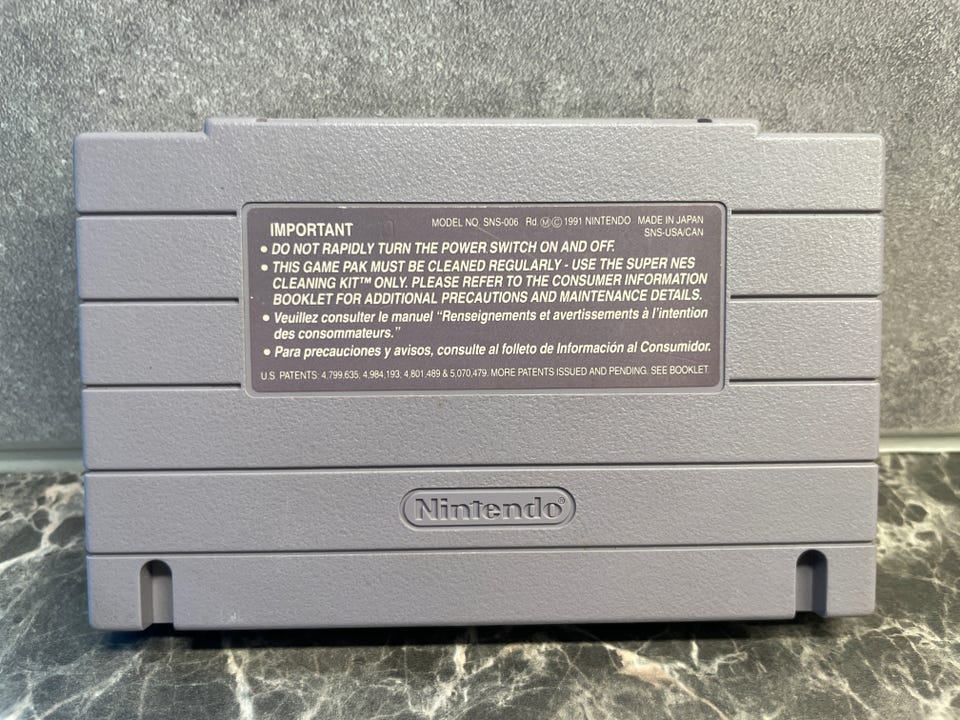 IMPORTANT MODEL NO. SNS-006 Rd. Ⓜ © 1991 NINTENDO MADE IN JAPAN
SNS-USA/CAN
• DO NOT RAPIDLY TURN THE POWER SWITCH ON AND OFF.
• THIS GAME PAK MUST BE CLEANED REGULARLY - USE THE SUPER NES
CLEANING KIT™ ONLY. PLEASE REFER TO THE CONSUMER INFORMATION
BOOKLET FOR ADDITIONAL PRECAUTIONS AND MAINTENANCE DETAILS.
• Veuillez consulter le manuel “Renseignements et avertissements à l’intention
des consommateurs.”
• Para precauciones y avisos, consulte al folleto de Información al Consumidor.
U.S. PATENTS: 4,799,635; 4,984,193; 4,801,489 & 5,070,479. MORE PATENTS ISSUED AND PENDING. SEE BOOKLET.
Nintendo®